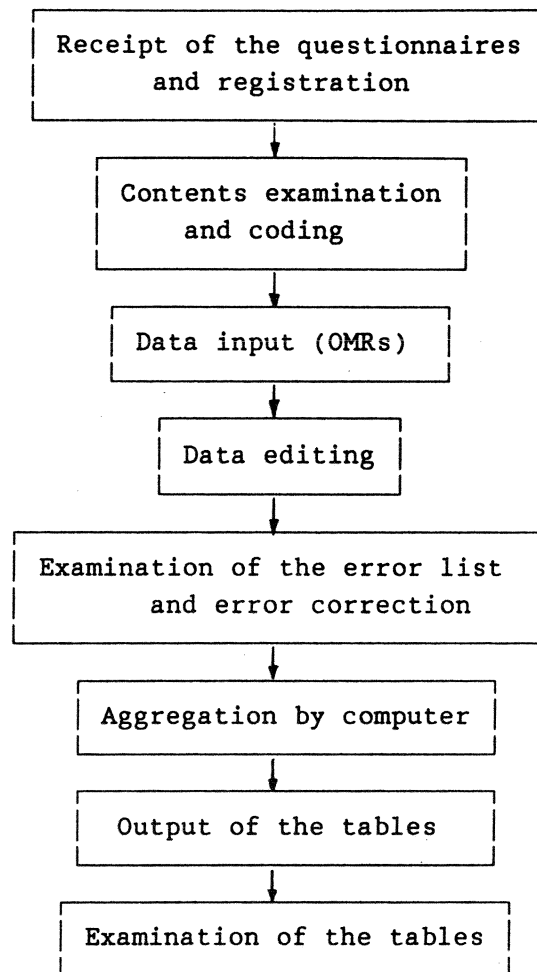 Receipt of the questionnaires
and registration
Contents examination
and coding
Data input (OMRs)
Data editing
Examination of the error list
and error correction
Aggregation by computer
Output of the tables
Examination of the tables